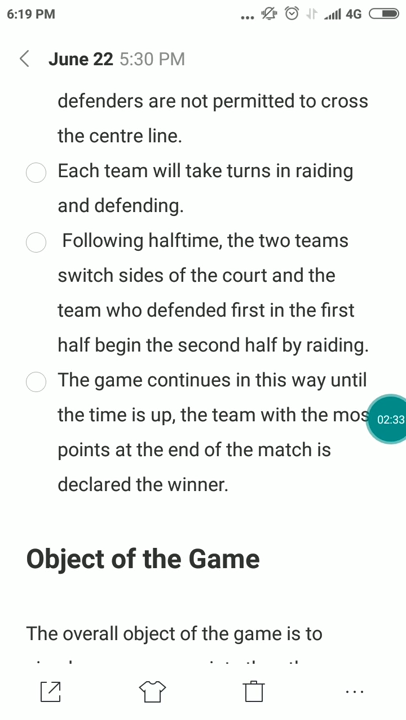 6:19 PM
... 4G
June 22 5:30 PM
defenders are not permitted to cross
the centre line.
Each team will take turns in raiding
and defending.
Following halftime, the two teams
switch sides of the court and the
team who defended first in the first
half begin the second half by raiding.
The game continues in this way until
the time is up, the team with the mos
02:33
points at the end of the match is
declared the winner.
Object of the Game
The overall object of the game is to